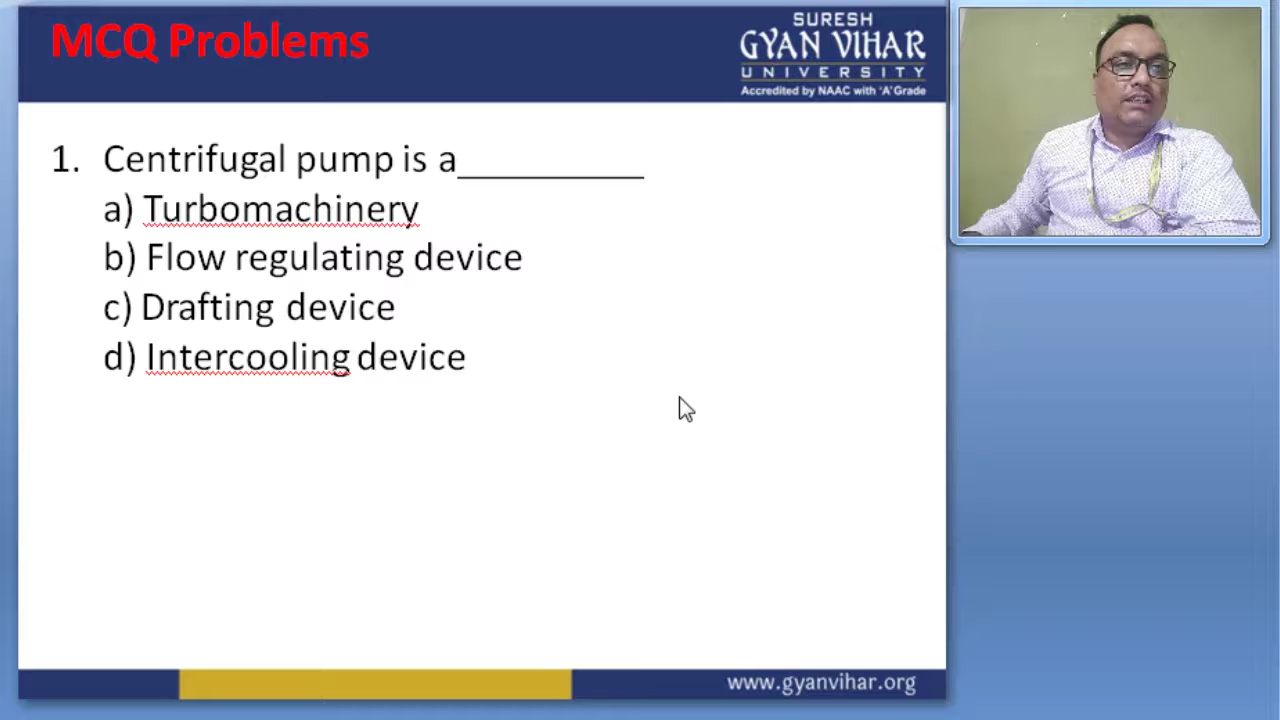 MCQ Problems
SURESH
GYAN VIHAR
UNIVERSITY
Accredited by NAAC with 'A' Grade
1. Centrifugal pump is a__________
a) Turbomachinery
b) Flow regulating device
c) Drafting device
d) Intercooling device
www.gyanvihar.org